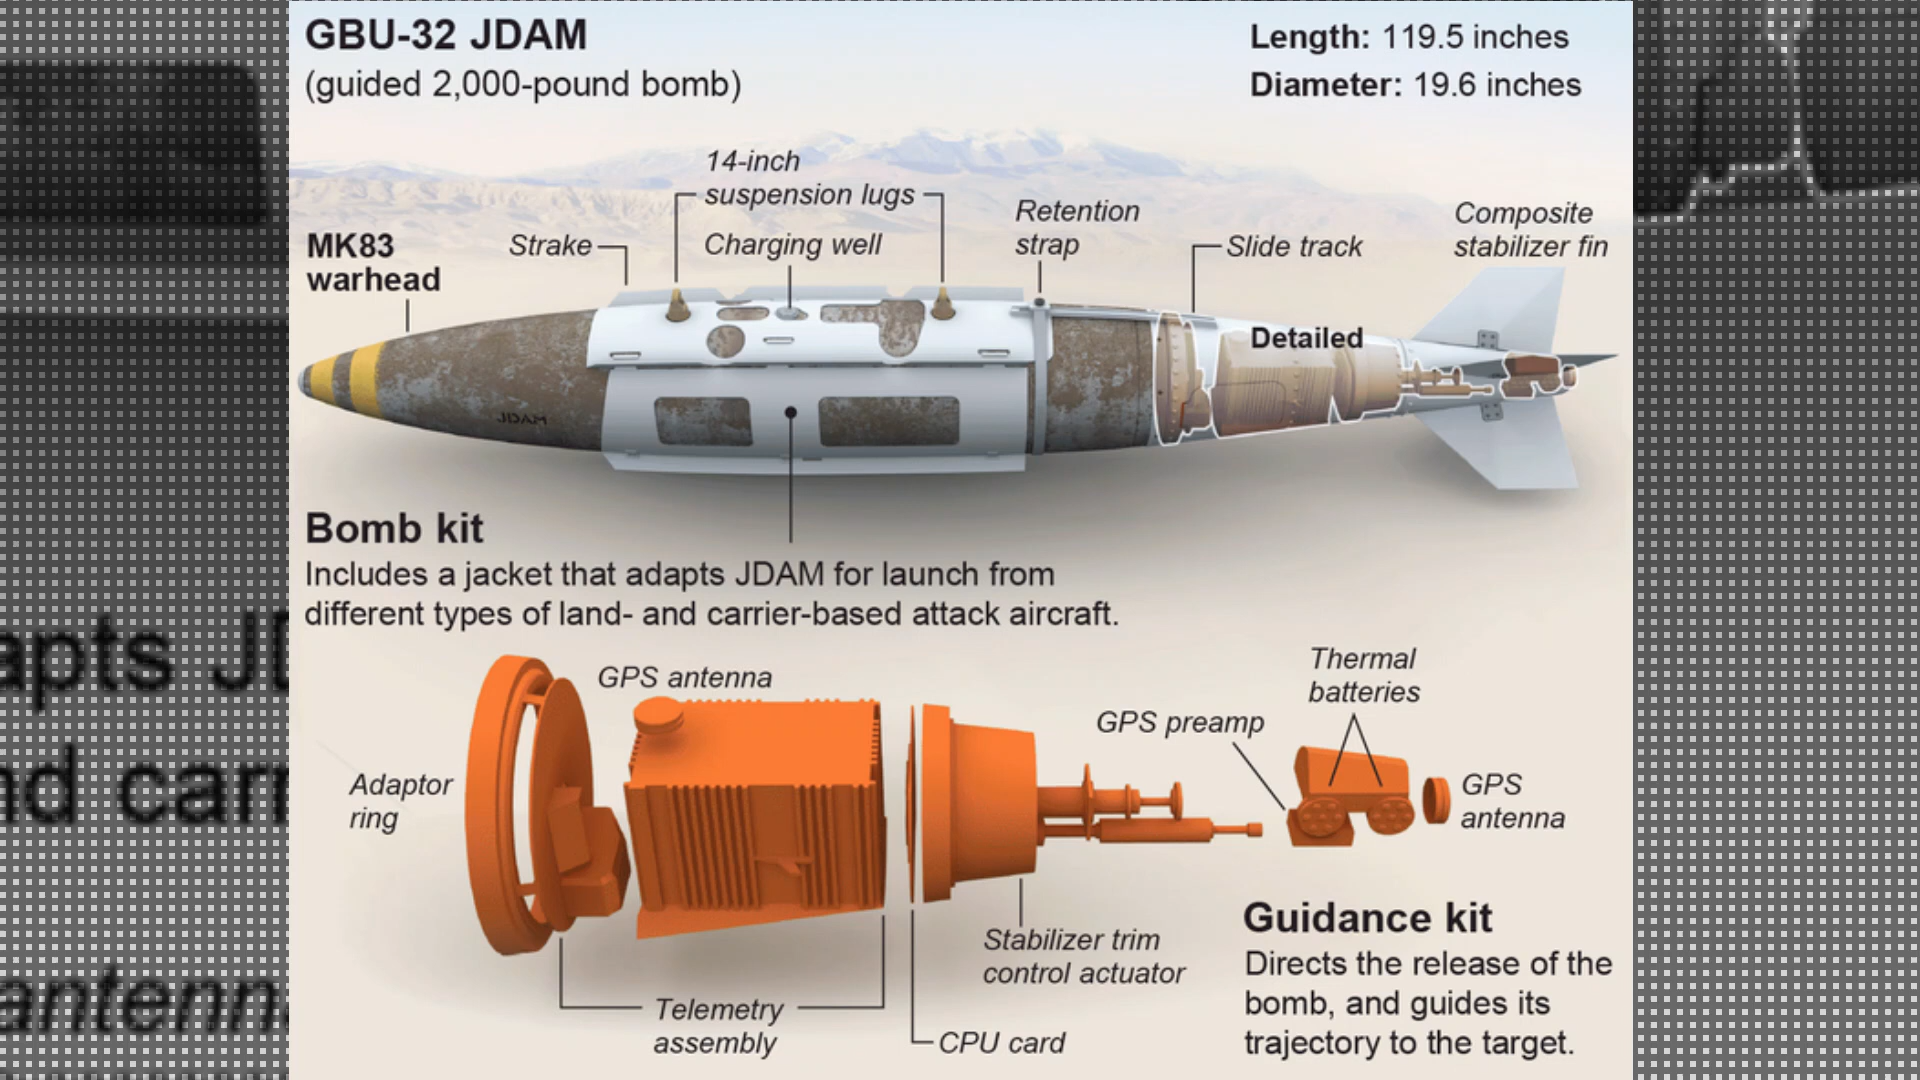 GBU-32 JDAM
(guided 2,000-pound bomb)
Length: 119.5 inches
Diameter: 19.6 inches
14-inch
suspension lugs
MK83
warhead
Strake
Charging well
Retention
strap
Slide track
Composite
stabilizer fin
Detailed
JDAM
Bomb kit
Includes a jacket that adapts JDAM for launch from
different types of land- and carrier-based attack aircraft.
GPS antenna
Thermal
batteries
GPS preamp
Adaptor
ring
GPS
antenna
Stabilizer trim
control actuator
Telemetry
assembly
CPU card
Guidance kit
Directs the release of the
bomb, and guides its
trajectory to the target.
apts JD
nd carr
antenn